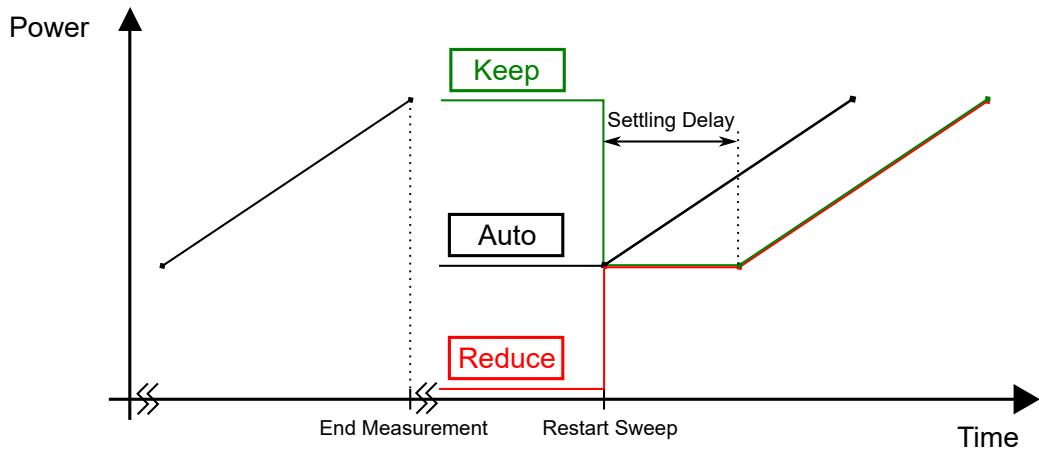 Power
Keep
Settling Delay
Auto
Reduce
End Measurement
Restart Sweep
Time